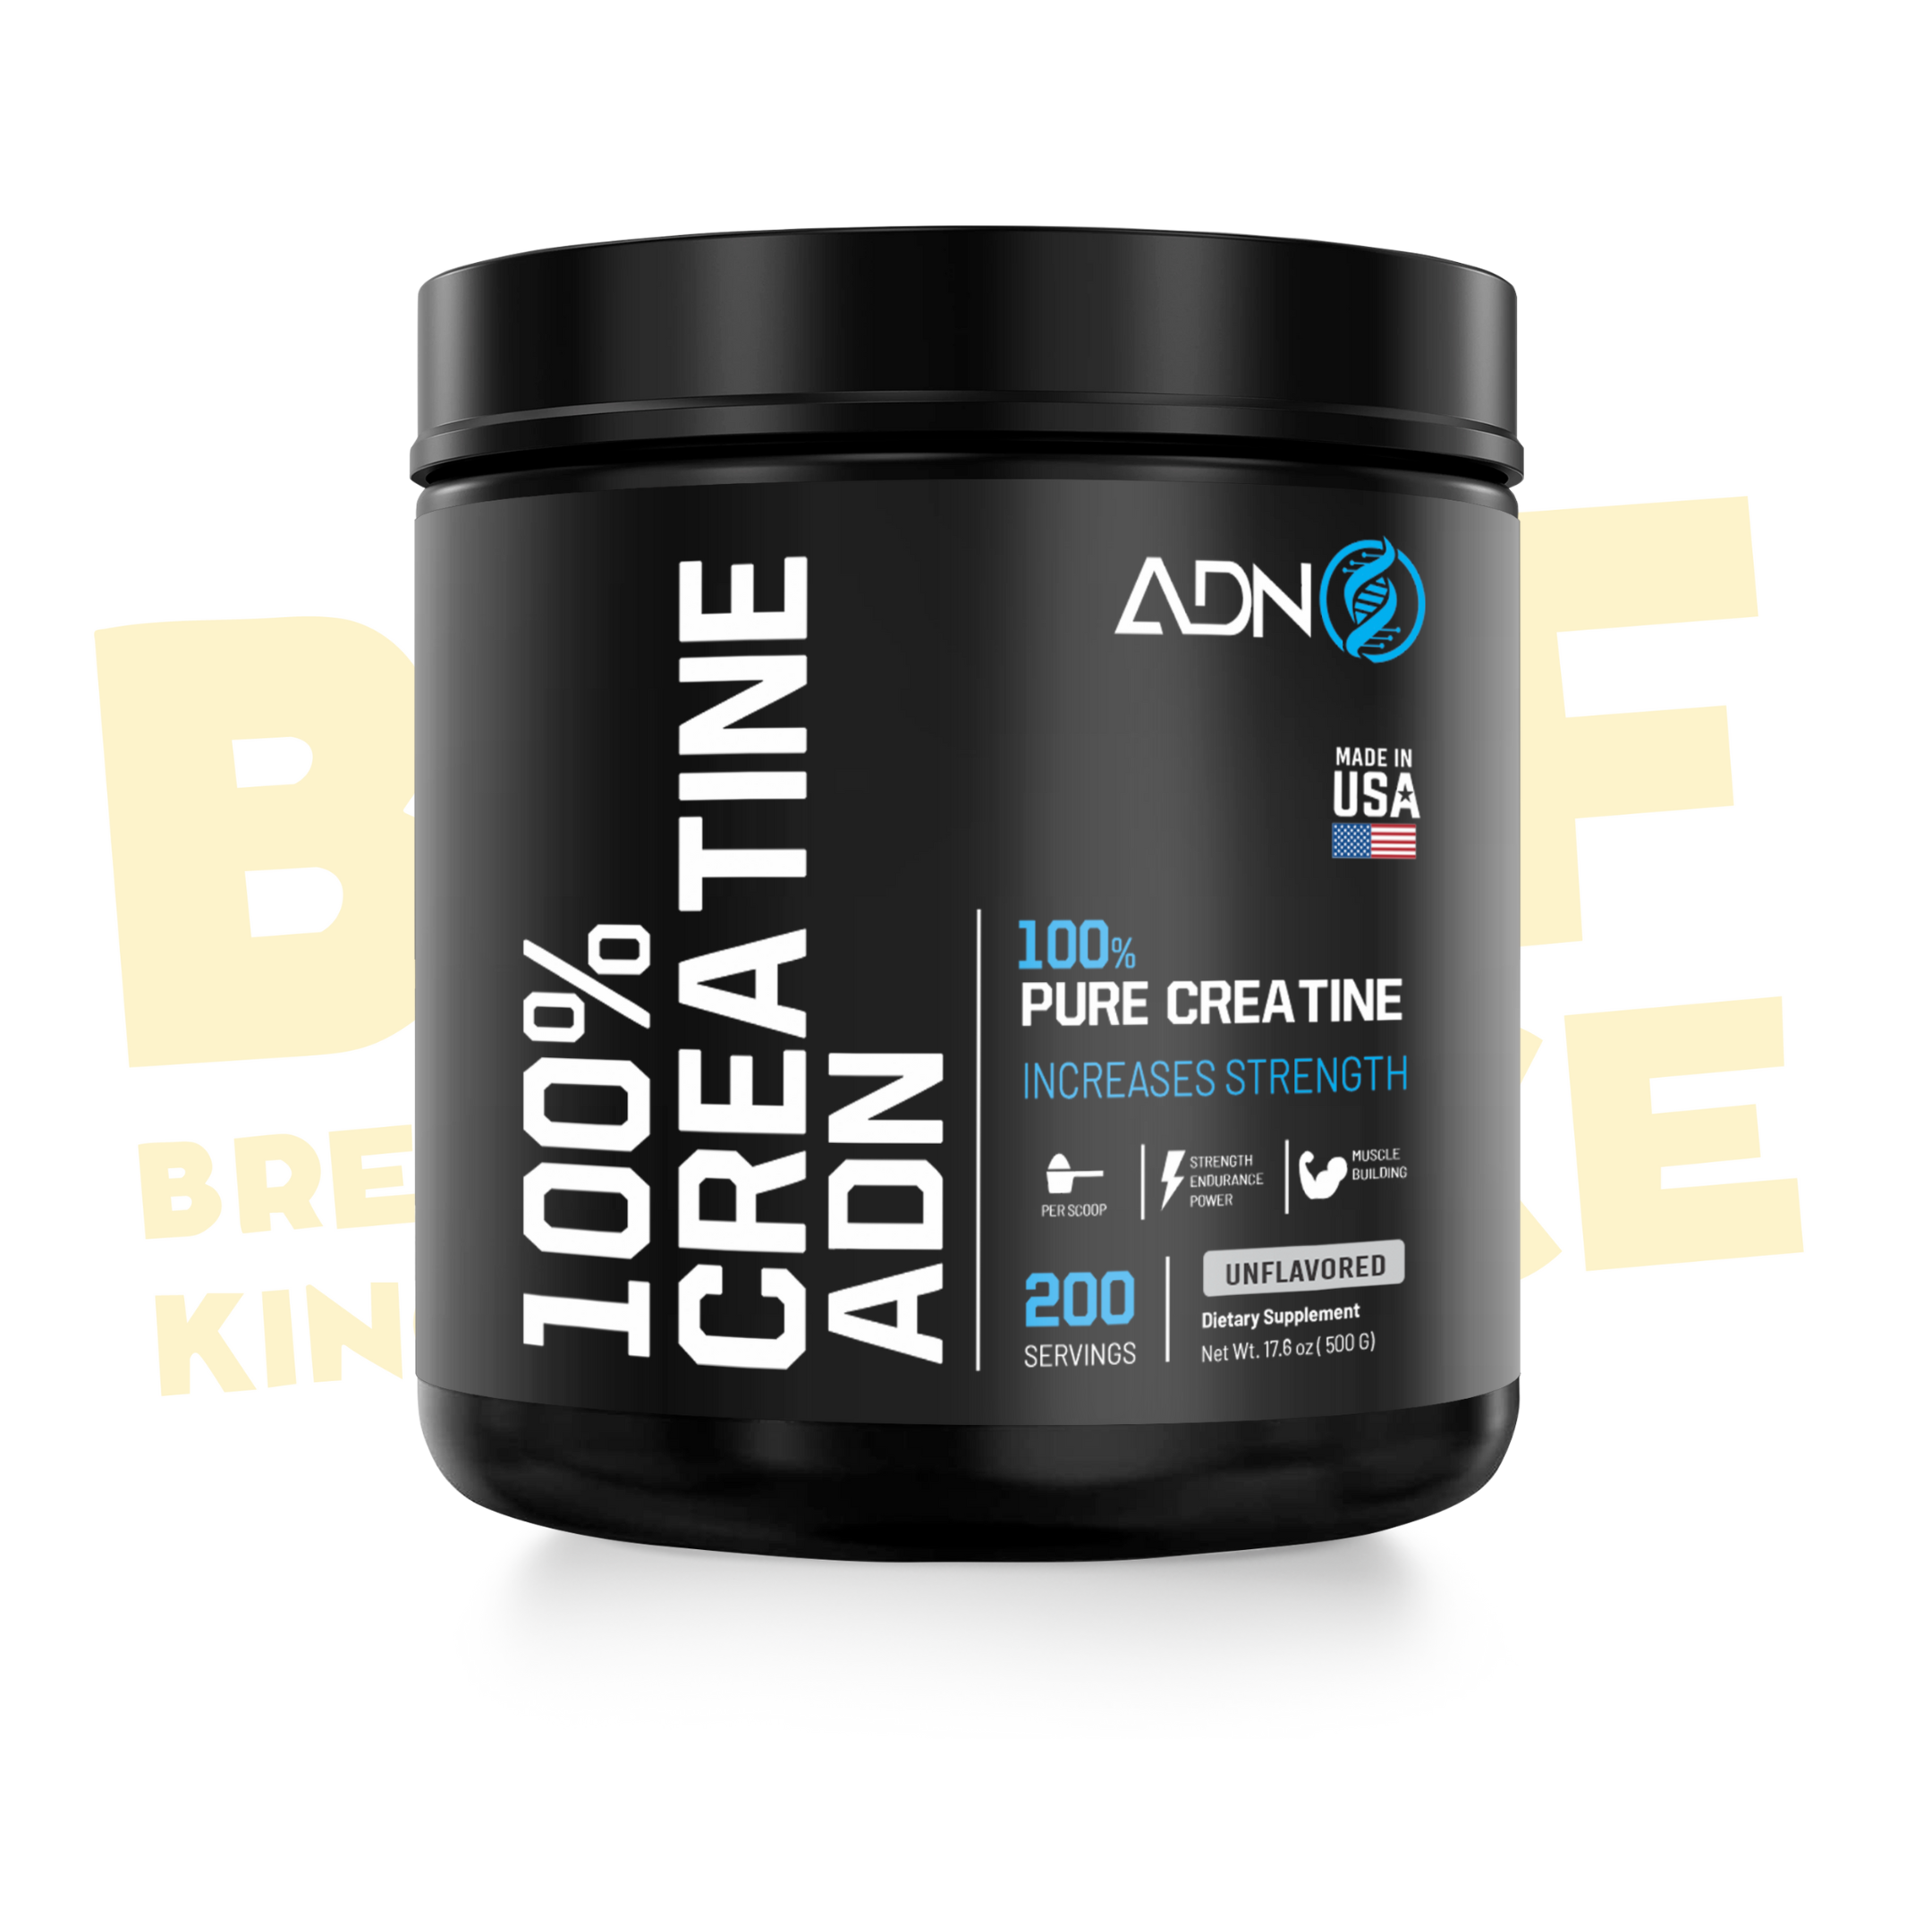 100%
CREATINE
ADN
ADN
MADE IN
USA
100%
PURE CREATINE
INCREASES STRENGTH
PER SCOOP
STRENGTH
ENDURANCE
POWER
MUSCLE
BUILDING
200
SERVINGS
UNFLAVORED
Dietary Supplement
Net Wt. 17.6 oz ( 500 G)